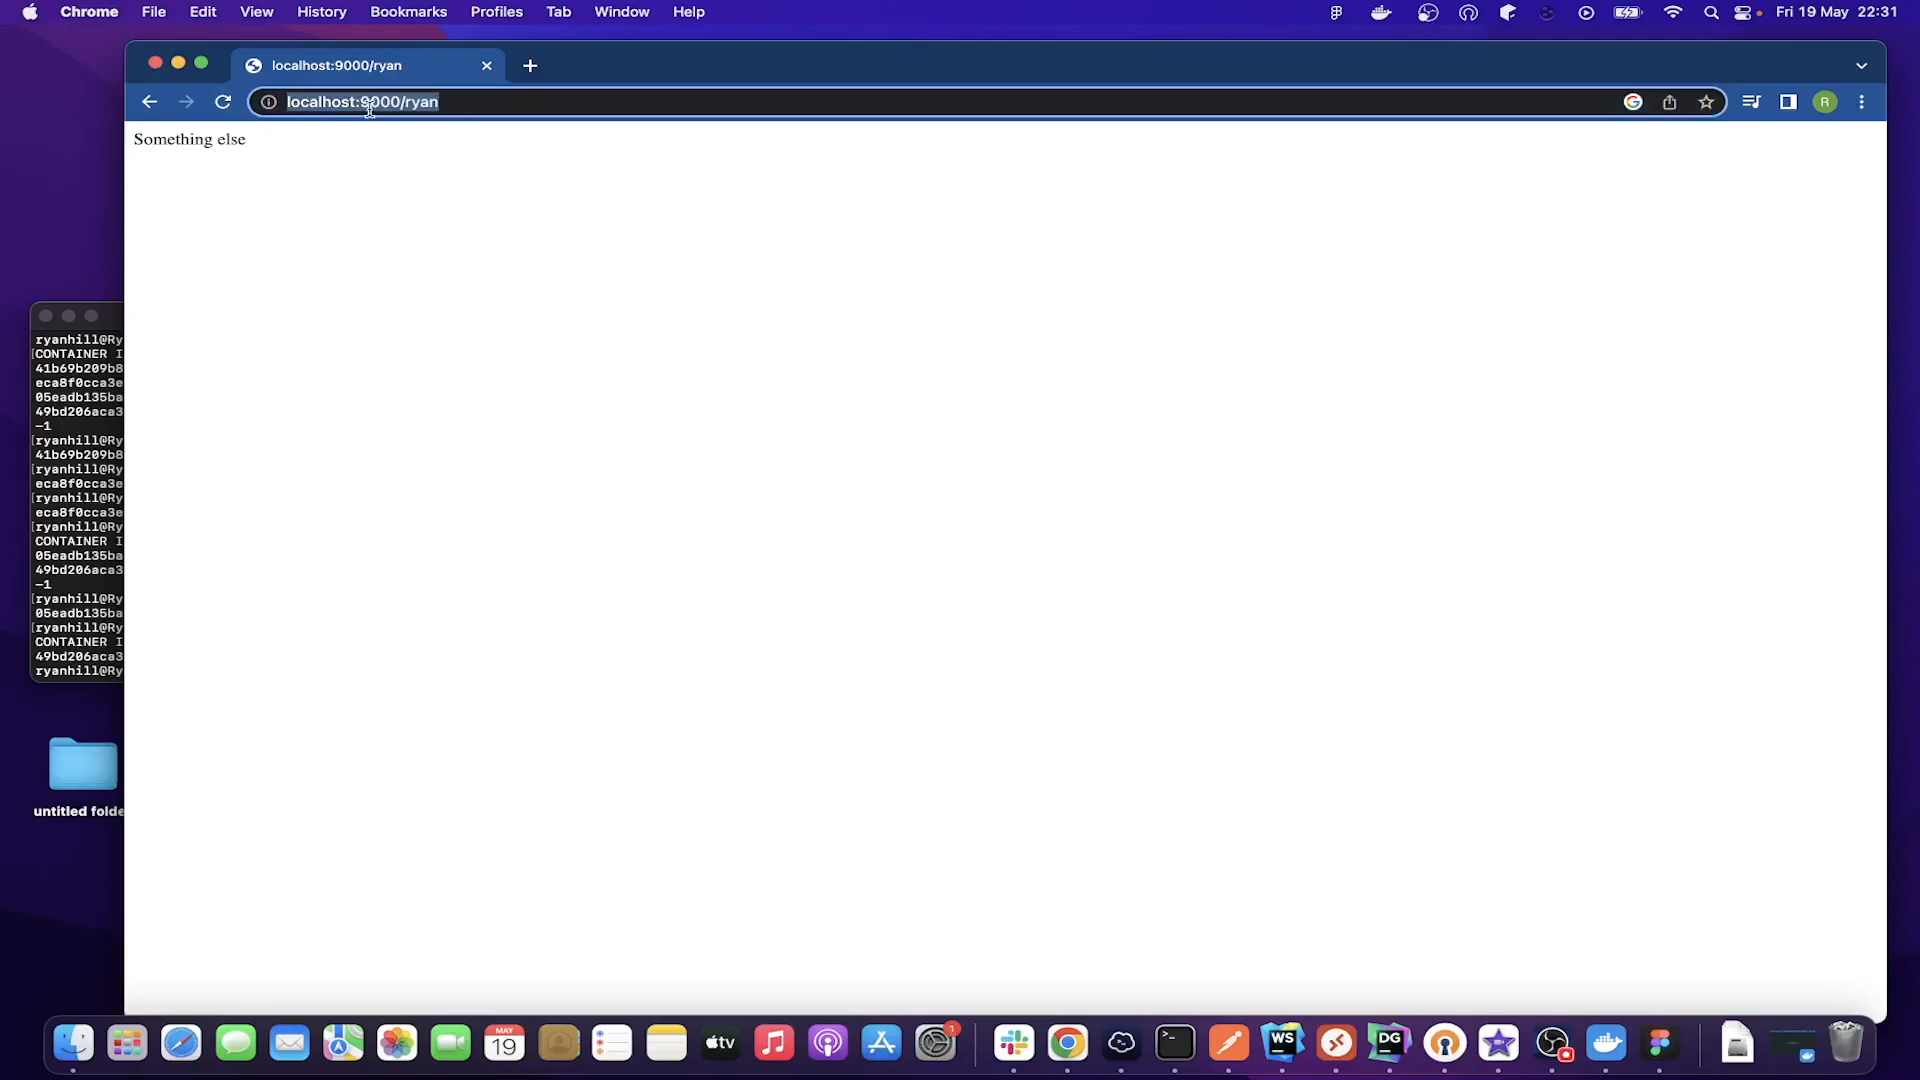 Chrome File Edit View History Bookmarks Profiles Tab Window Help Fri 19 May 22:31
localhost:9000/ryan
localhost:9000/ryan R
Something else
ryanhill@Ry
CONTAINER I
41b69b209b8
eca8f0cca3e
05eadb135ba
49bd206aca3
-1
[ryanhill@Ry
41b69b209b8
[ryanhill@Ry
eca8f0cca3e
[ryanhill@Ry
eca8f0cca3e
[ryanhill@Ry
CONTAINER I
05eadb135ba
49bd206aca3
-1
[ryanhill@Ry
05eadb135ba
[ryanhill@Ry
CONTAINER I
49bd206aca3
ryanhill@Ry
untitled folde
MAY
19
tv
1
WS
DG